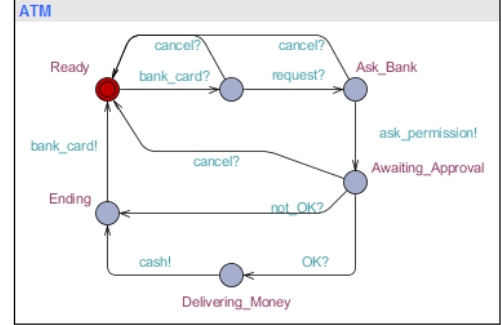 ATM
cancel?
cancel?
Ready
bank_card?
request?
Ask_Bank
ask_permission!
bank_card!
cancel?
Awaiting_Approval
Ending
not_OK?
cash!
OK?
Delivering_Money